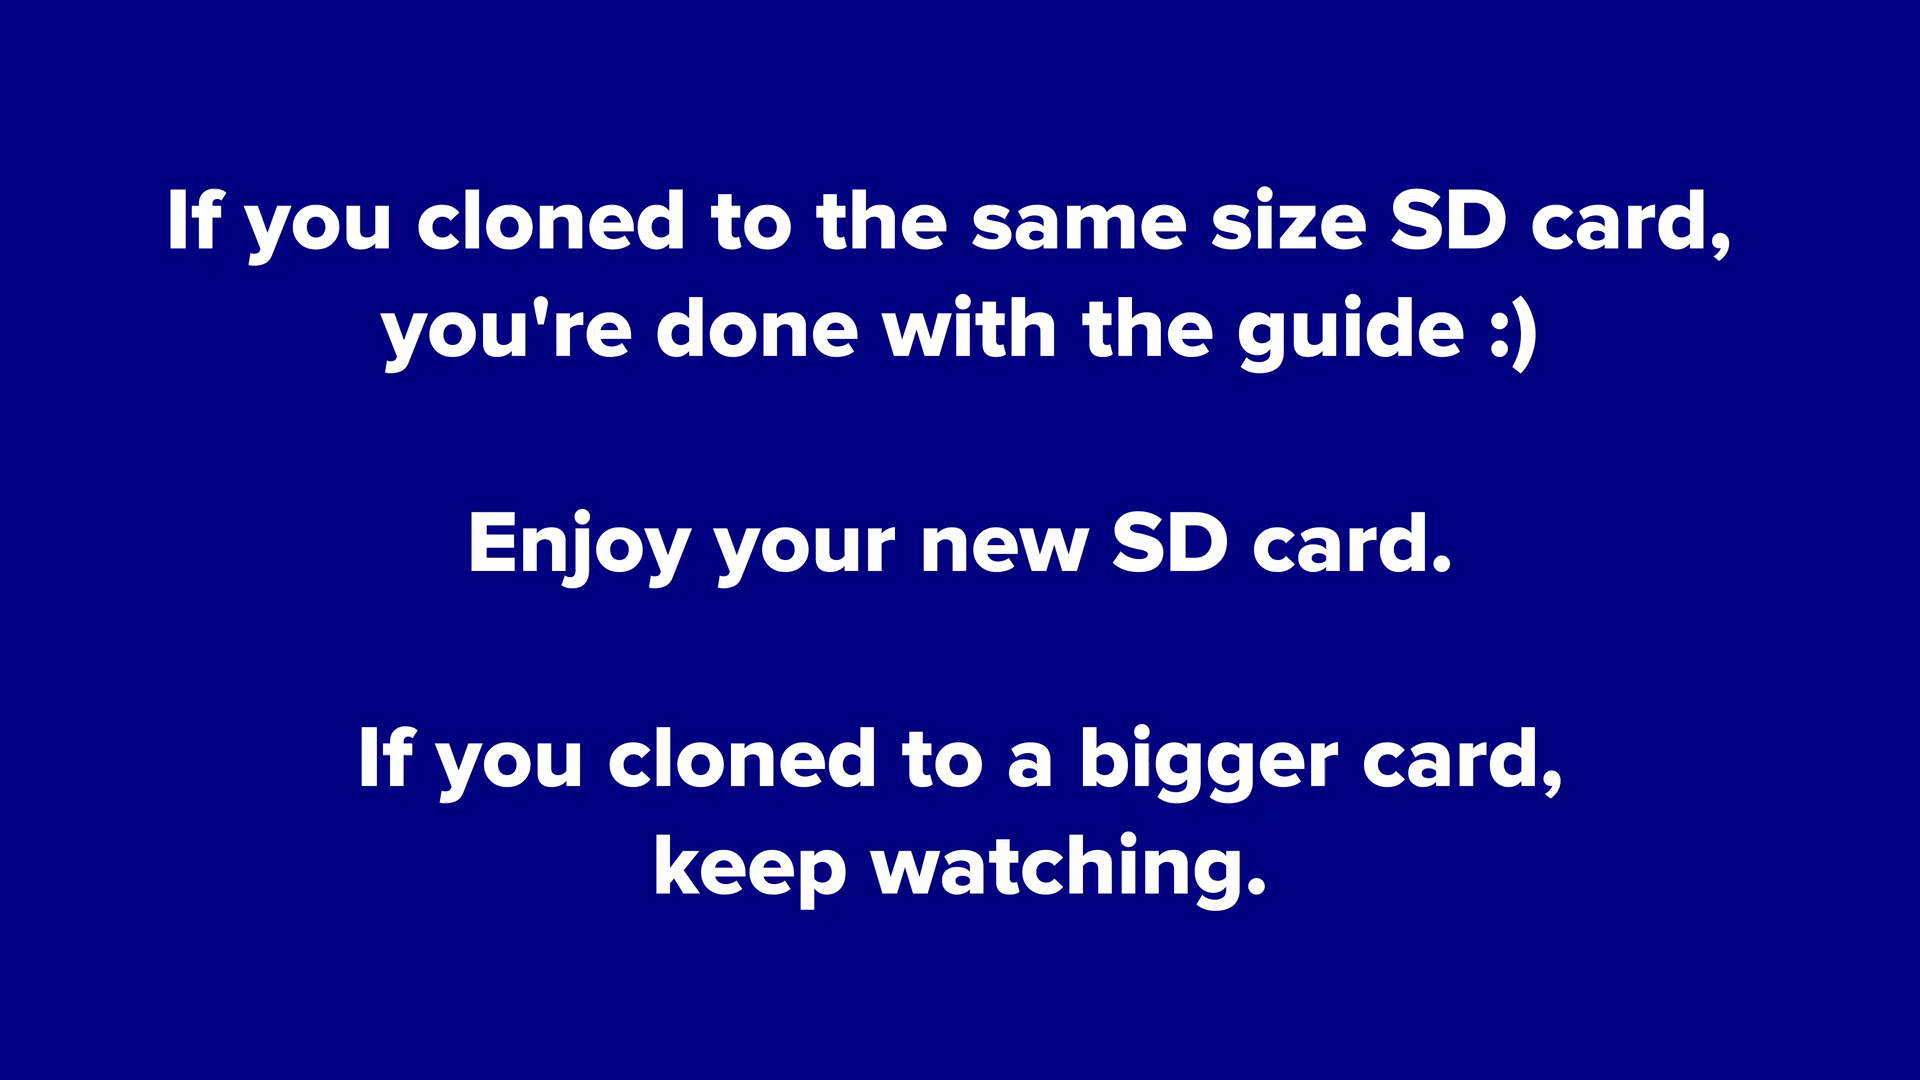 If you cloned to the same size SD card,
you're done with the guide :)
Enjoy your new SD card.
If you cloned to a bigger card,
keep watching.